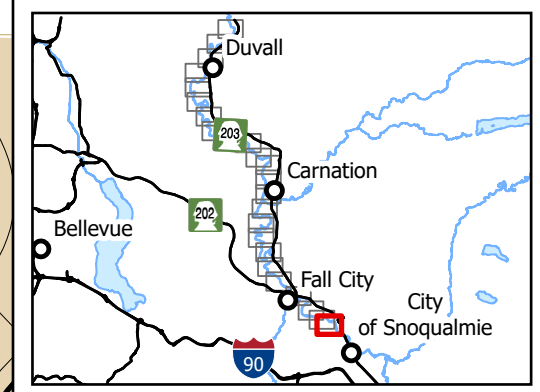 Duvall
203
Carnation
202
Bellevue
Fall City
City
of Snoqualmie
90